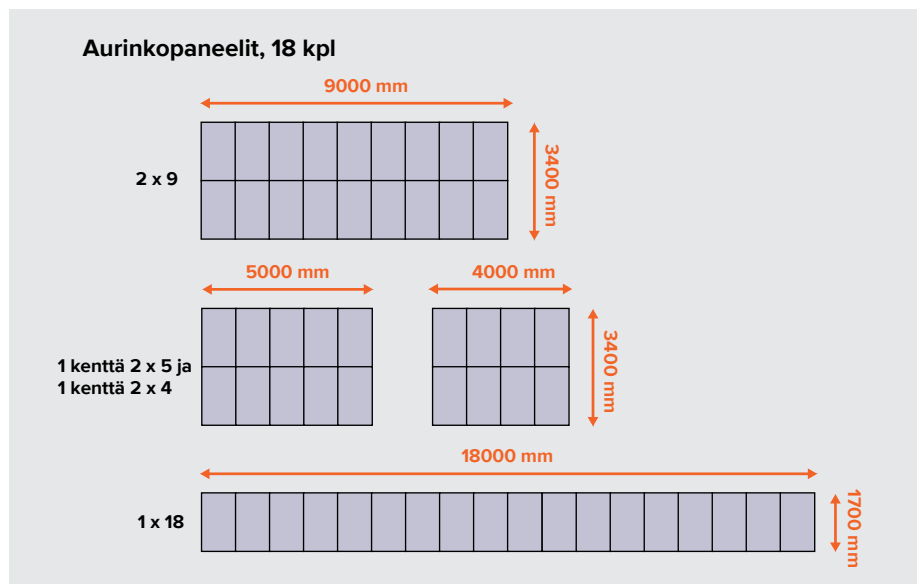 Aurinkopaneelit, 18 kpl
9000 mm
2 x 9
3400 mm
5000 mm
4000 mm
1 kenttä 2 x 5 ja
1 kenttä 2 x 4
3400 mm
18000 mm
1 x 18
1700 mm